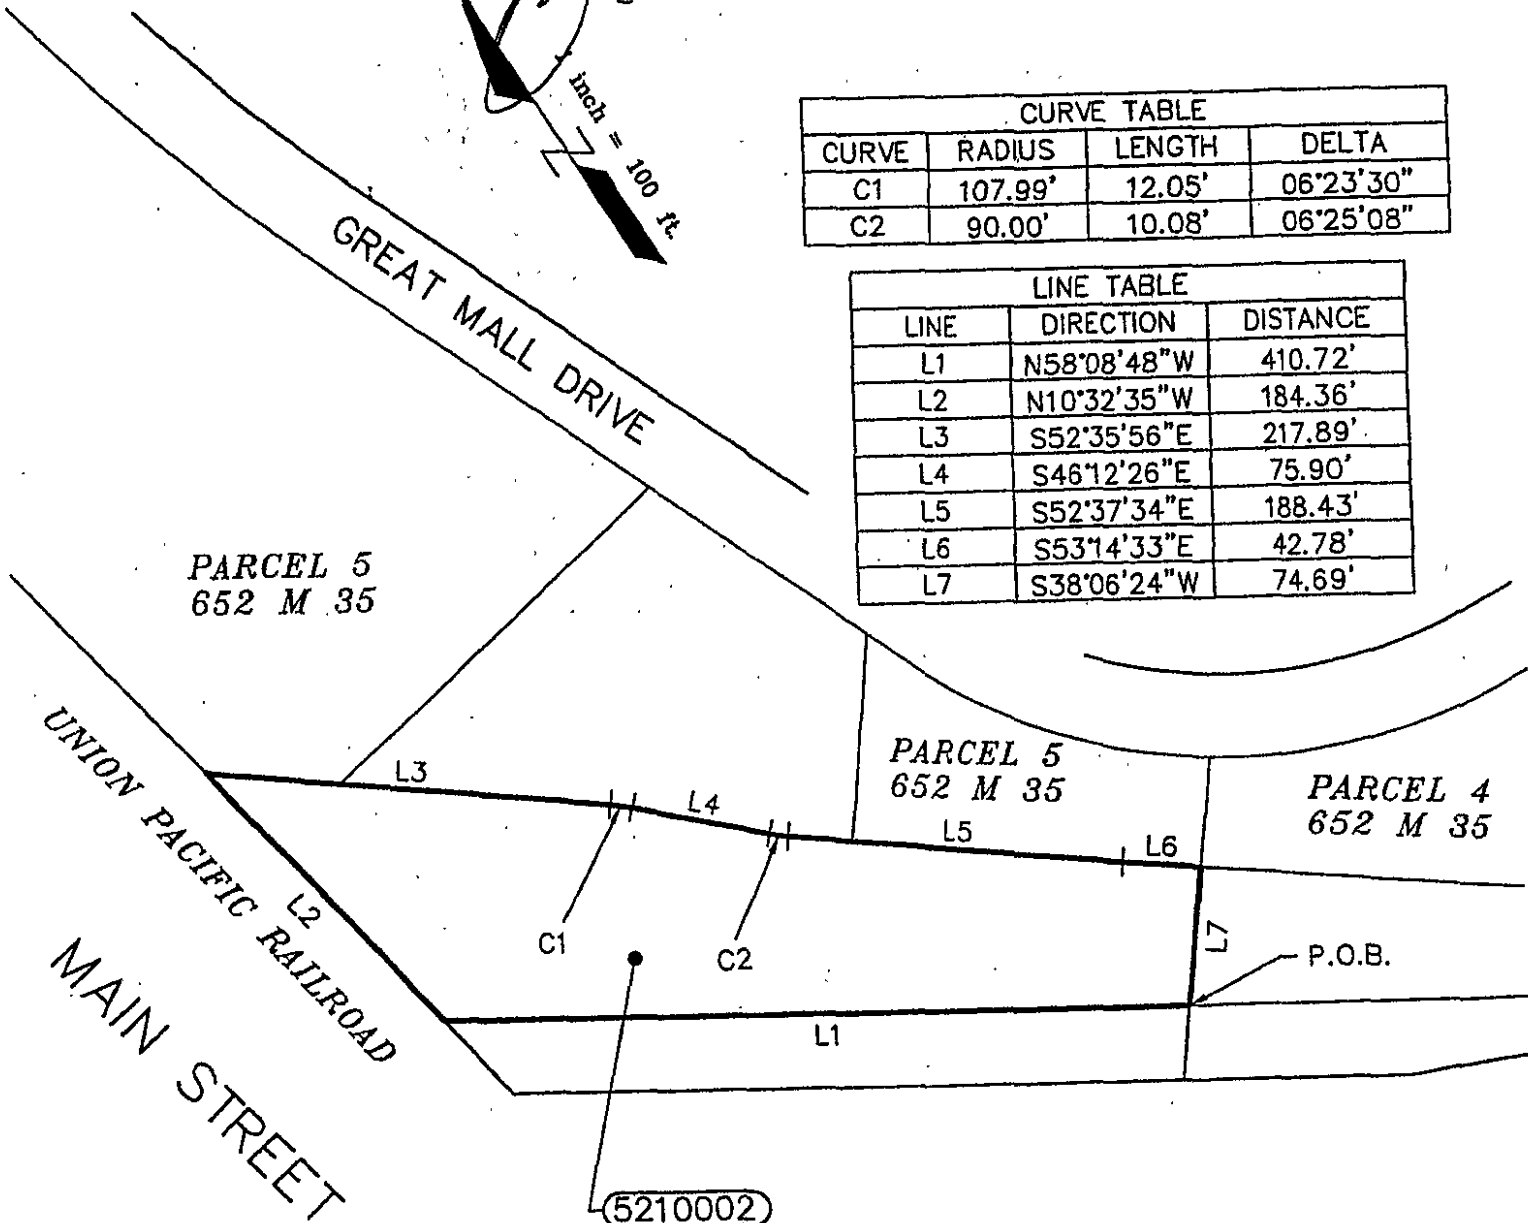 inch = 100 ft.
CURVE TABLE
CURVE RADIUS LENGTH DELTA
C1 107.99' 12.05' 06°23'30"
C2 90.00' 10.08' 06°25'08"
LINE TABLE
LINE DIRECTION DISTANCE
L1 N58°08'48"W 410.72'
L2 N10°32'35"W 184.36'
L3 S52°35'56"E 217.89'
L4 S46°12'26"E 75.90'
L5 S52°37'34"E 188.43'
L6 S53°14'33"E 42.78'
L7 S38°06'24"W 74.69'
GREAT MALL DRIVE
PARCEL 5
652 M 35
PARCEL 5
652 M 35
PARCEL 4
652 M 35
L3
L4
L5
L6
UNION PACIFIC RAILROAD
L2
C1
C2
L7
P.O.B.
L1
MAIN STREET
5210002